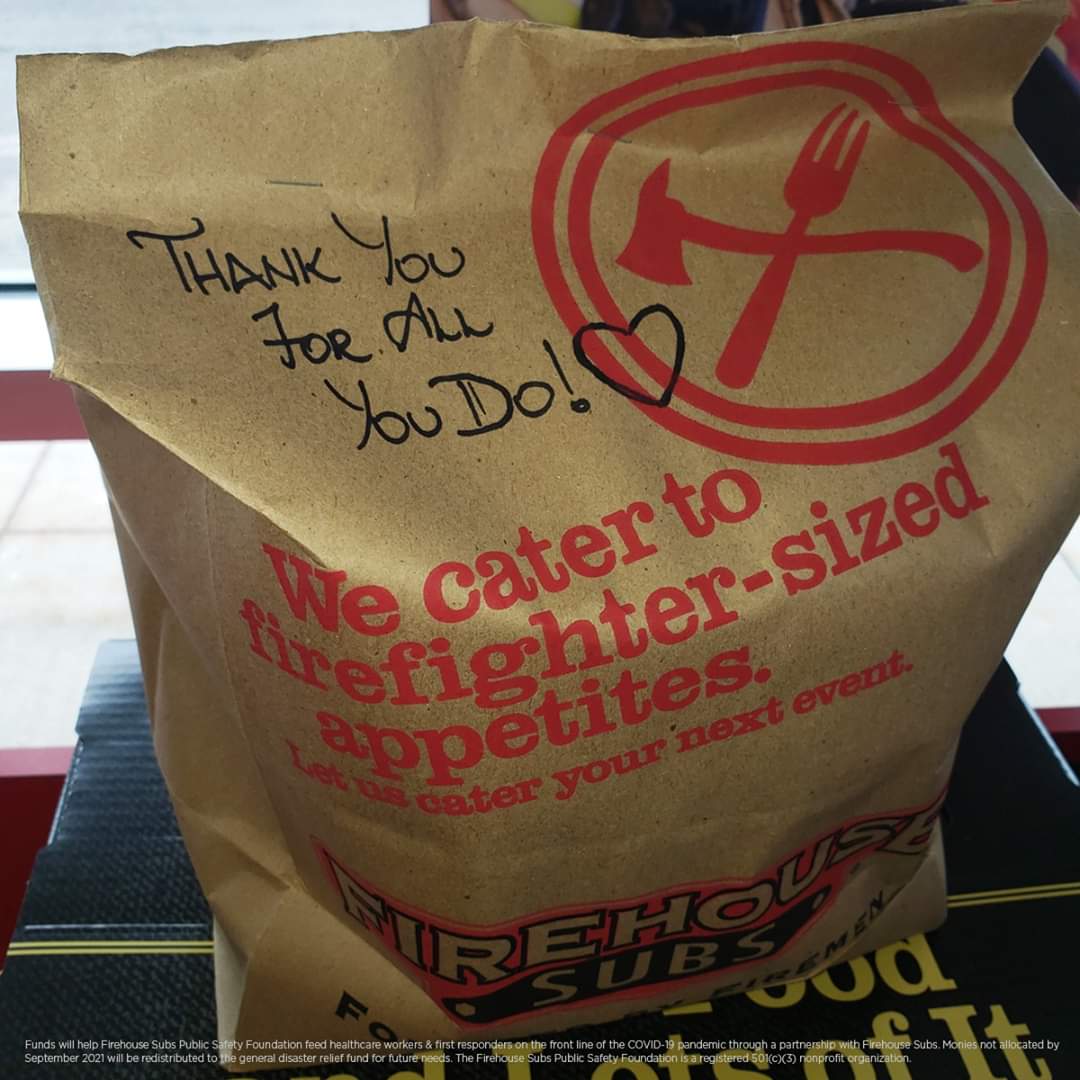 THANK YOU
FOR ALL
YOU DO!
We cater to
firefighter-sized
appetites.
Let us cater your next event.
FIREHOUSE
SUBS
FIREMEN
Lots of It
Funds will help Firehouse Subs Public Safety Foundation feed healthcare workers & first responders on the front line of the COVID-19 pandemic through a partnership with Firehouse Subs. Monies not allocated by
September 2021 will be redistributed to the general disaster relief fund for future needs. The Firehouse Subs Public Safety Foundation is a registered 501(c)(3) nonprofit organization.